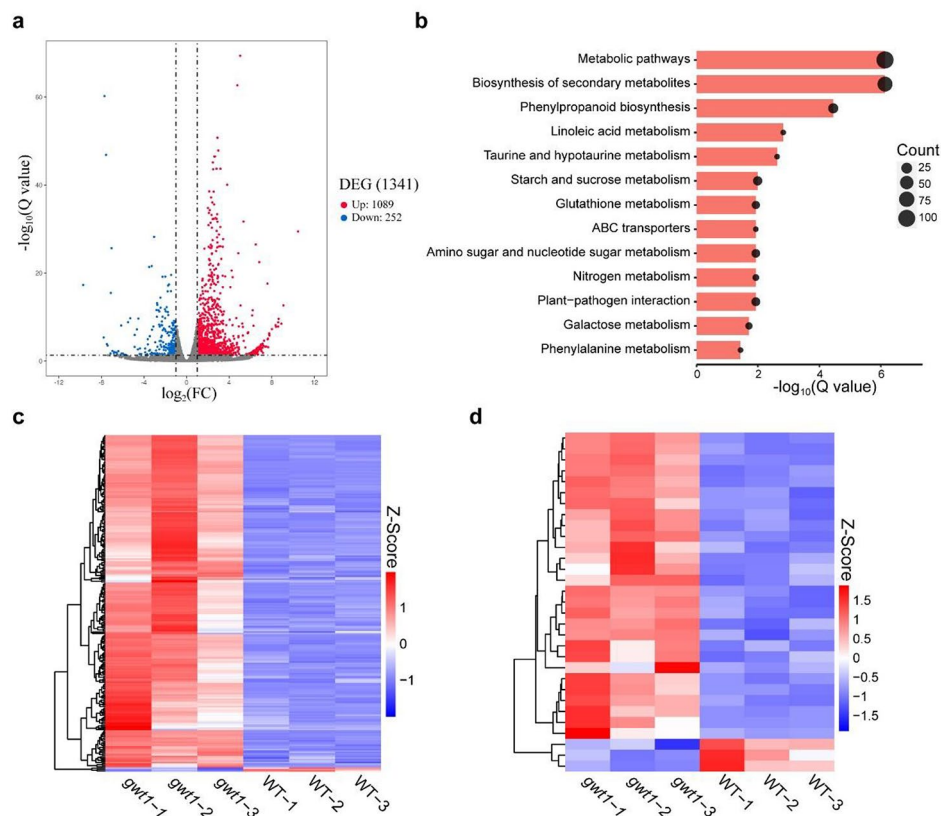 a
-log10(Q value)
60
40
20
0
-12
-8
-4
0
4
8
12
log2(FC)
DEG (1341)
Up: 1089
Down: 252
b
Metabolic pathways
Biosynthesis of secondary metabolites
Phenylpropanoid biosynthesis
Linoleic acid metabolism
Taurine and hypotaurine metabolism
Starch and sucrose metabolism
Glutathione metabolism
ABC transporters
Amino sugar and nucleotide sugar metabolism
Nitrogen metabolism
Plant−pathogen interaction
Galactose metabolism
Phenylalanine metabolism
0
2
4
6
-log10(Q value)
Count
25
50
75
100
c
gwt1−1
gwt1−2
gwt1−3
WT−1
WT−2
WT−3
Z-Score
1
0
−1
d
gwt1−1
gwt1−2
gwt1−3
WT−1
WT−2
WT−3
Z-Score
1.5
1
0.5
0
−0.5
−1
−1.5